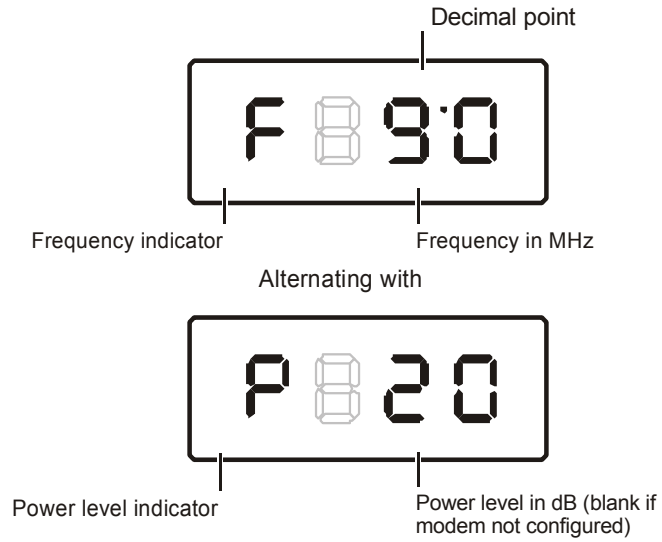 Decimal point
F 9.0
Frequency indicator
Frequency in MHz
Alternating with
P 20
Power level indicator
Power level in dB (blank if
modem not configured)